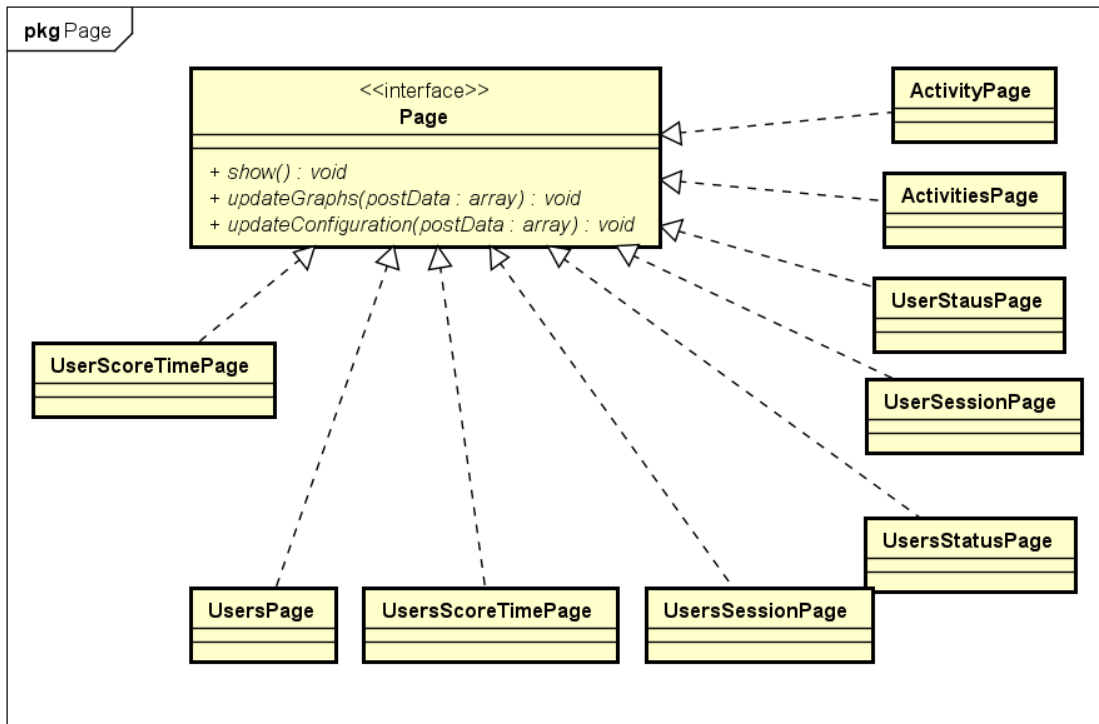 pkg Page
<<interface>>
Page
+ show() : void
+ updateGraphs(postData : array) : void
+ updateConfiguration(postData : array) : void
ActivityPage
ActivitiesPage
UserStausPage
UserScoreTimePage
UserSessionPage
UsersStatusPage
UsersPage
UsersScoreTimePage
UsersSessionPage